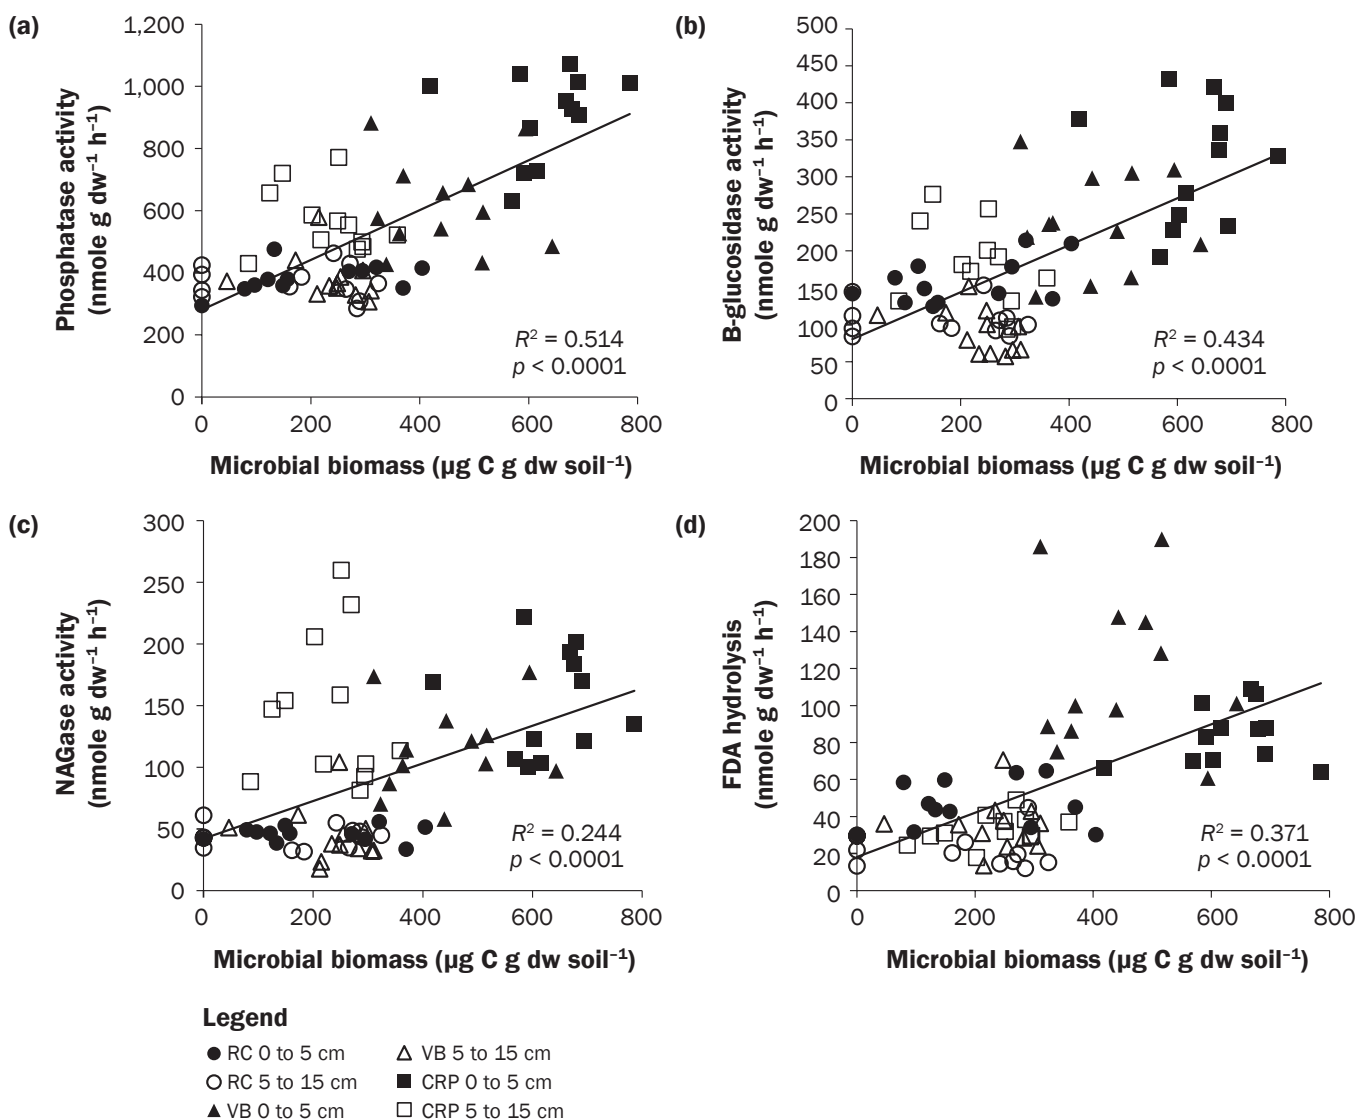 (a)
1,200
1,000
800
600
400
200
0
Phosphatase activity
(nmole g dw⁻¹ h⁻¹)
R² = 0.514
p < 0.0001
0 200 400 600 800
Microbial biomass (µg C g dw soil⁻¹)
(b)
500
450
400
350
300
250
200
150
100
50
0
B-glucosidase activity
(nmole g dw⁻¹ h⁻¹)
R² = 0.434
p < 0.0001
0 200 400 600 800
Microbial biomass (µg C g dw soil⁻¹)
(c)
300
250
200
150
100
50
0
NAGase activity
(nmole g dw⁻¹ h⁻¹)
R² = 0.244
p < 0.0001
0 200 400 600 800
Microbial biomass (µg C g dw soil⁻¹)
(d)
200
180
160
140
120
100
80
60
40
20
0
FDA hydrolysis
(nmole g dw⁻¹ h⁻¹)
R² = 0.371
p < 0.0001
0 200 400 600 800
Microbial biomass (µg C g dw soil⁻¹)
Legend
RC 0 to 5 cm
RC 5 to 15 cm
VB 0 to 5 cm
VB 5 to 15 cm
CRP 0 to 5 cm
CRP 5 to 15 cm